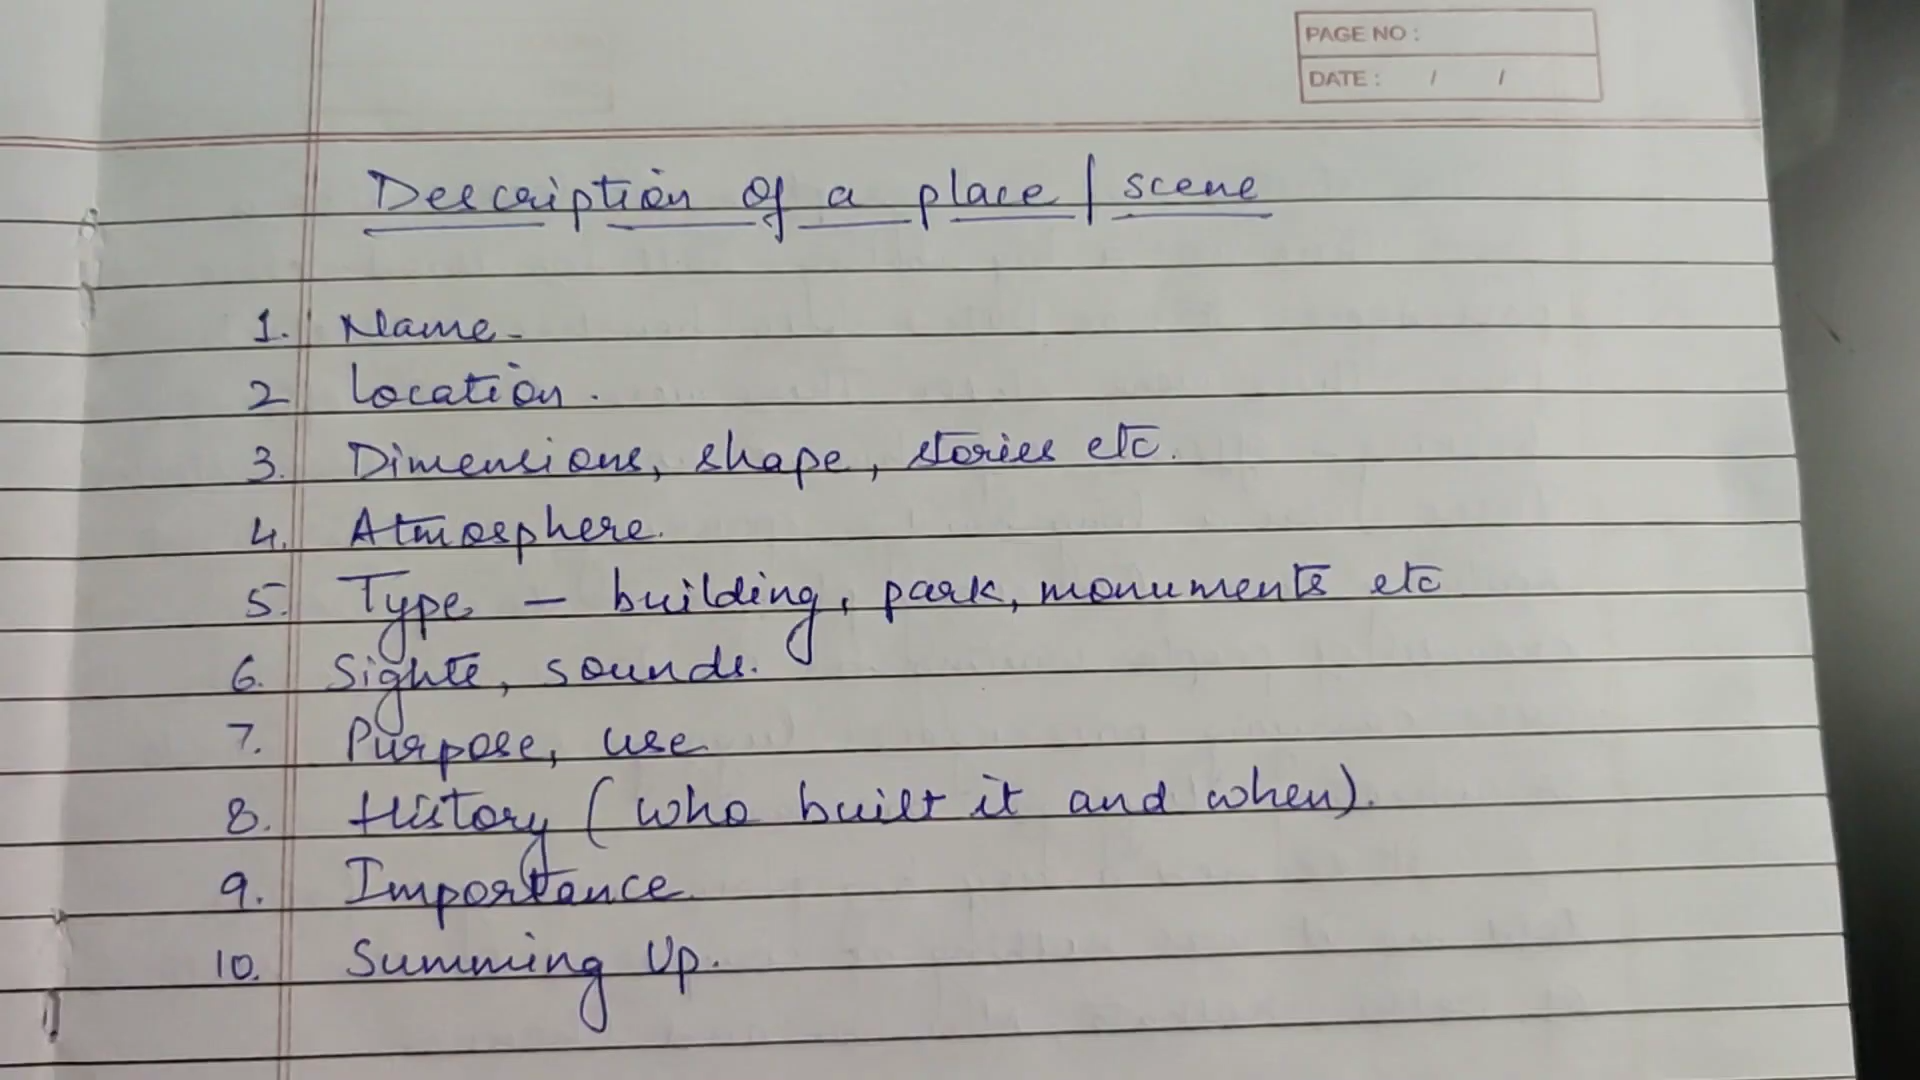 PAGE NO :
DATE : / /
Description of a place / scene
1. Name -
2 Location .
3. Dimensions, shape, stories etc.
4. Atmosphere.
5. Type - building, park, monuments etc
6. Sights, sounds.
7. Purpose, use
8. History (who built it and when).
9. Importance
10. Summing Up.